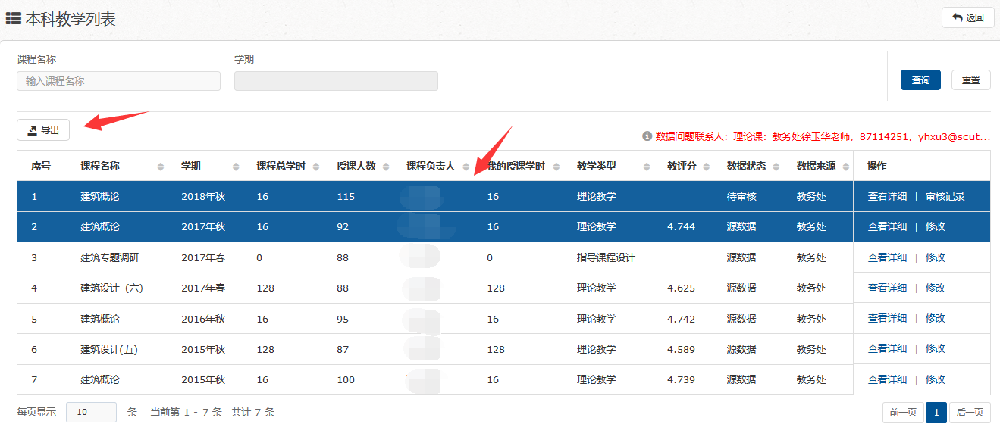 本科教学列表
返回
课程名称 学期
输入课程名称
查询 重置
导出
数据问题联系人：理论课：教务处徐玉华老师，87114251，yhxu3@scut...
序号 课程名称 学期 课程总学时 授课人数 课程负责人 我的授课学时 教学类型 教评分 数据状态 数据来源 操作
1 建筑概论 2018年秋 16 115 16 理论教学 待审核 教务处 查看详细 | 审核记录
2 建筑概论 2017年秋 16 92 16 理论教学 4.744 源数据 教务处 查看详细 | 修改
3 建筑专题调研 2017年春 0 88 0 指导课程设计 源数据 教务处 查看详细 | 修改
4 建筑设计（六） 2017年春 128 88 128 理论教学 4.625 源数据 教务处 查看详细 | 修改
5 建筑概论 2016年秋 16 95 16 理论教学 4.742 源数据 教务处 查看详细 | 修改
6 建筑设计(五) 2015年秋 128 87 128 理论教学 4.589 源数据 教务处 查看详细 | 修改
7 建筑概论 2015年秋 16 100 16 理论教学 4.739 源数据 教务处 查看详细 | 修改
每页显示 10 条 当前第 1 - 7 条 共计 7 条 前一页 1 后一页